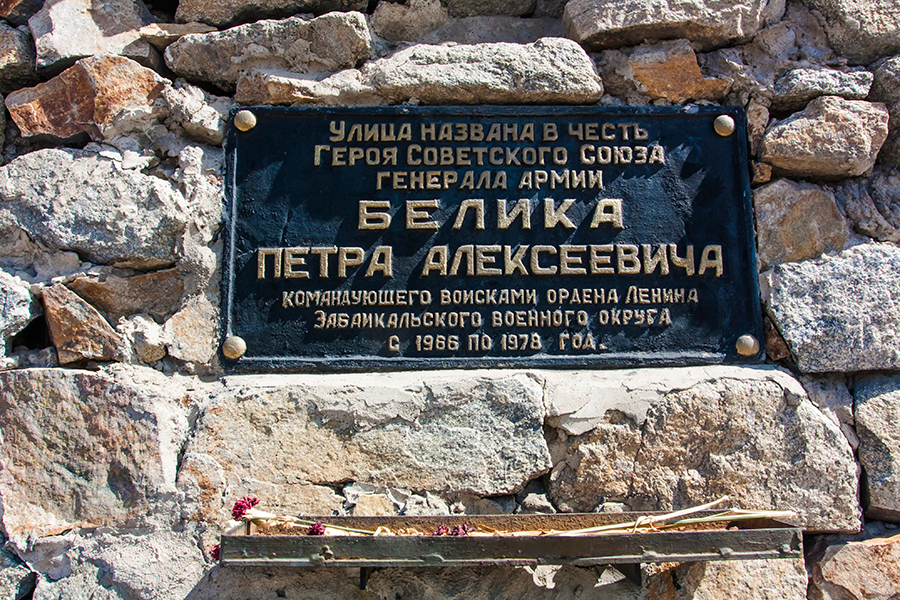 Улица названа в честь
Героя Советского Союза
генерала армии
БЕЛИКА
ПЕТРА АЛЕКСЕЕВИЧА
командующего войсками ордена Ленина
Забайкальского военного округа
с 1966 по 1978 год.